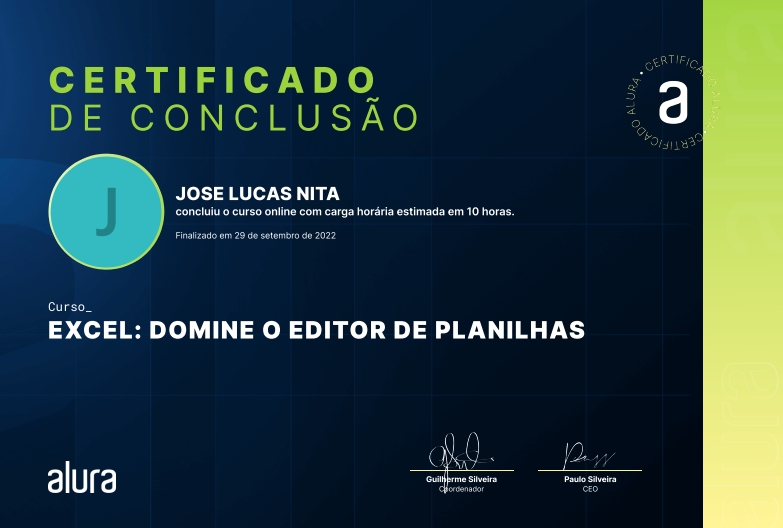 CERTIFICADO
DE CONCLUSÃO
CERTIFICADO ALURA • CERTIFICADO ALURA •
a
J
JOSE LUCAS NITA
concluiu o curso online com carga horária estimada em 10 horas.
Finalizado em 29 de setembro de 2022
Curso_
EXCEL: DOMINE O EDITOR DE PLANILHAS
alura
Guilherme Silveira
Coordenador
Paulo Silveira
CEO